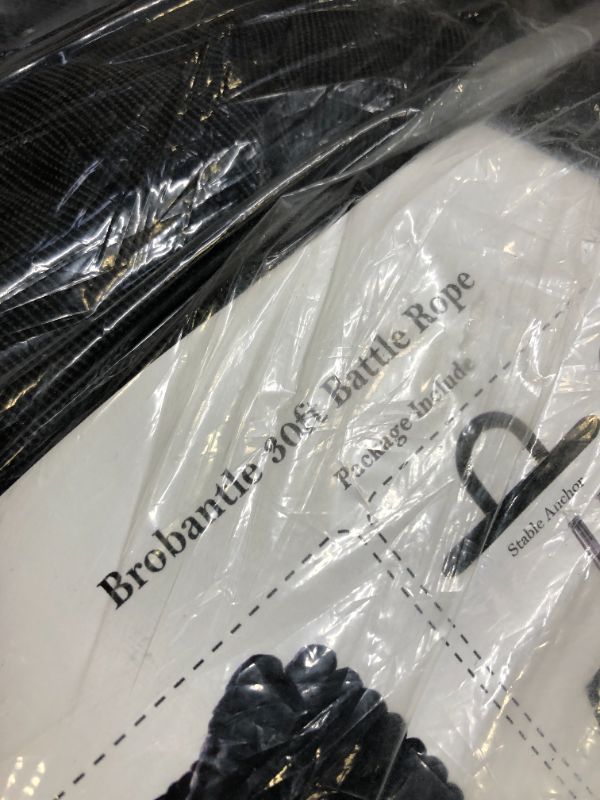 Brobantle 30ft Battle Rope
Package Include
Stable Anchor